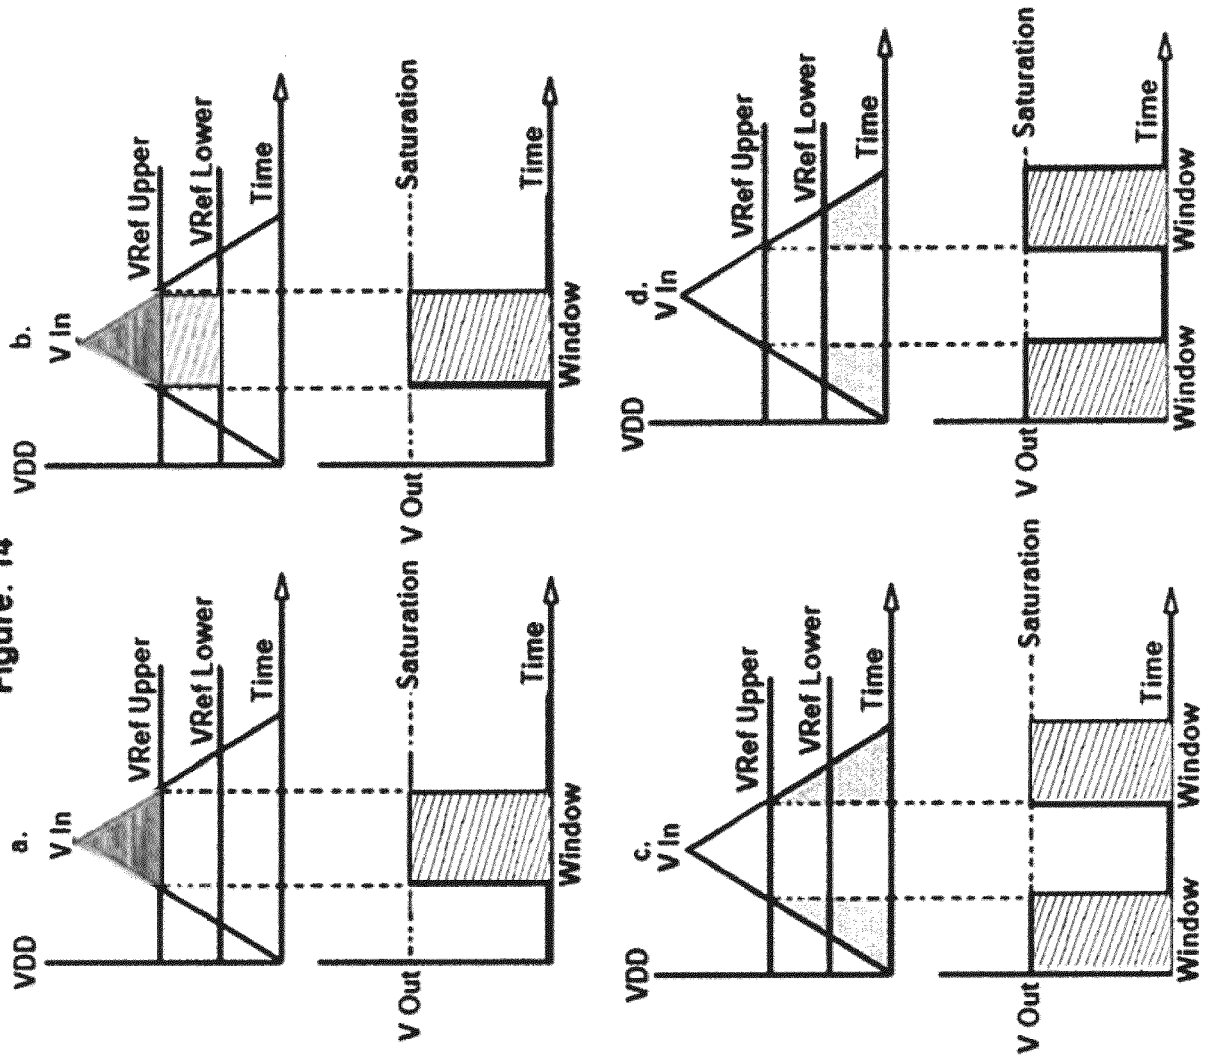 Figure. 14
a.
V In
VDD
VRef Upper
VRef Lower
Time
V Out
Saturation
Time
Window
b.
V In
VDD
VRef Upper
VRef Lower
Time
V Out
Saturation
Time
Window
c.
V In
VDD
VRef Upper
VRef Lower
Time
V Out
Saturation
Time
Window
Window
d.
V In
VDD
VRef Upper
VRef Lower
Time
V Out
Saturation
Time
Window
Window